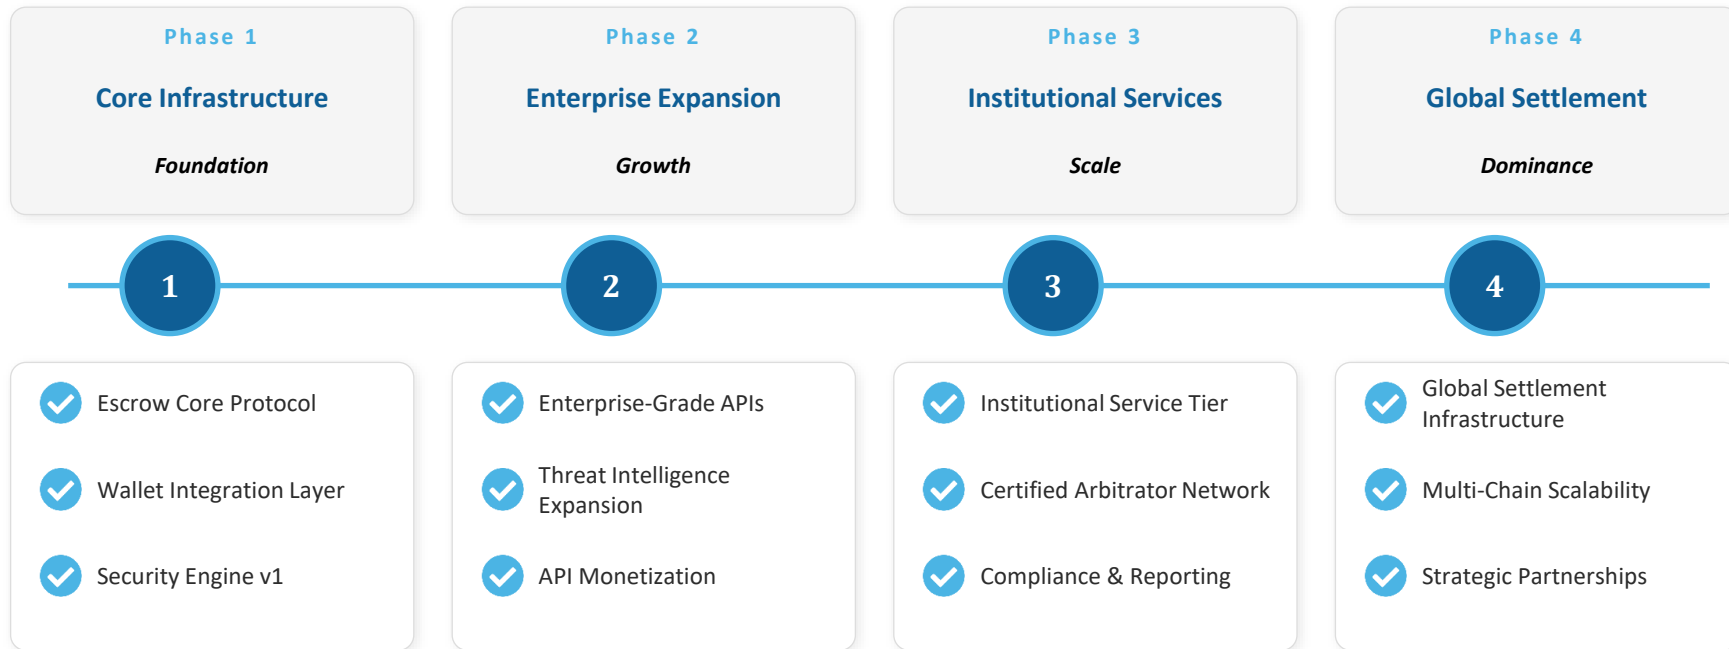 Phase 1
Core Infrastructure
Foundation
Phase 2
Enterprise Expansion
Growth
Phase 3
Institutional Services
Scale
Phase 4
Global Settlement
Dominance
1
2
3
4
Escrow Core Protocol
Wallet Integration Layer
Security Engine v1
Enterprise-Grade APIs
Threat Intelligence
Expansion
API Monetization
Institutional Service Tier
Certified Arbitrator Network
Compliance & Reporting
Global Settlement
Infrastructure
Multi-Chain Scalability
Strategic Partnerships